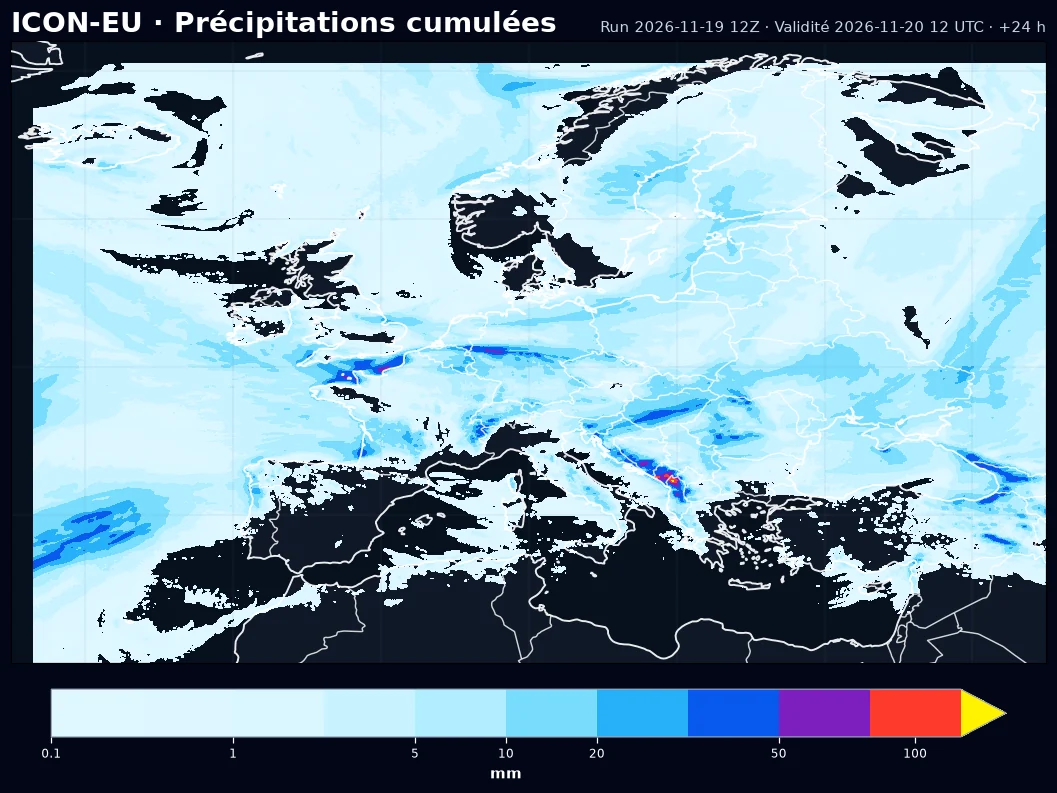 ICON-EU · Précipitations cumulées
Run 2026-11-19 12Z · Validité 2026-11-20 12 UTC · +24 h
0.1 1 5 10 20 50 100
mm